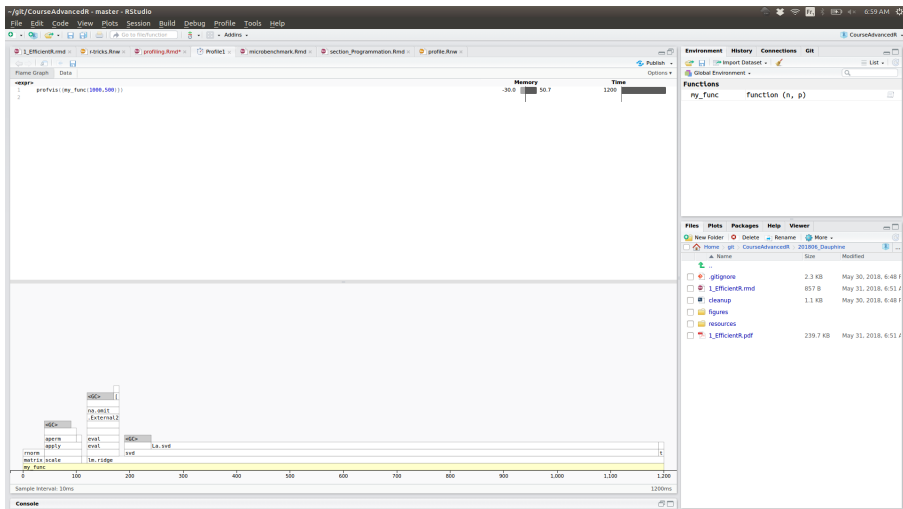 ~/git/CourseAdvancedR - master - RStudio
6:59 AM
File Edit Code View Plots Session Build Debug Profile Tools Help
Go to file/function Addins
CourseAdvancedR
1_EfficientR.rmd r-tricks.Rnw profiling.Rmd* Profile1 microbenchmark.Rmd section_Programmation.Rmd profile.Rnw
Publish
Flame Graph Data Options
<expr> Memory Time
1 profvis({my_func(1000,500)}) -30.0 50.7 1200
2
<GC> [
na.omit
<GC> .External2
aperm eval <GC>
apply eval La.svd
rnorm svd t
matrix scale lm.ridge
my_func
0 100 200 300 400 500 600 700 800 900 1,000 1,100 1,200
Sample Interval: 10ms 1200ms
Console
Environment History Connections Git
Import Dataset List
Global Environment
Functions
my_func function (n, p)
Files Plots Packages Help Viewer
New Folder Delete Rename More
Home git CourseAdvancedR 201806_Dauphine
Name Size Modified
..
.gitignore 2.3 KB May 30, 2018, 6:48
1_EfficientR.rmd 857 B May 31, 2018, 6:51
cleanup 1.1 KB May 30, 2018, 6:48
figures
resources
1_EfficientR.pdf 239.7 KB May 31, 2018, 6:51